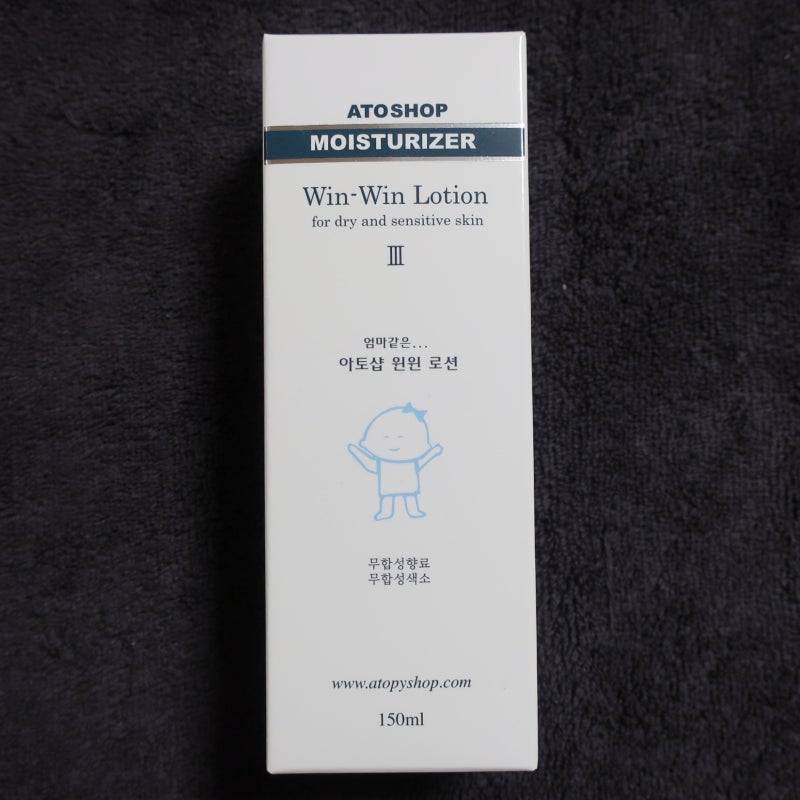 ATOSHOP
MOISTURIZER
Win-Win Lotion
for dry and sensitive skin
III
엄마같은...
아토샵 윈윈 로션
무합성향료
무합성색소
www.atopyshop.com
150ml